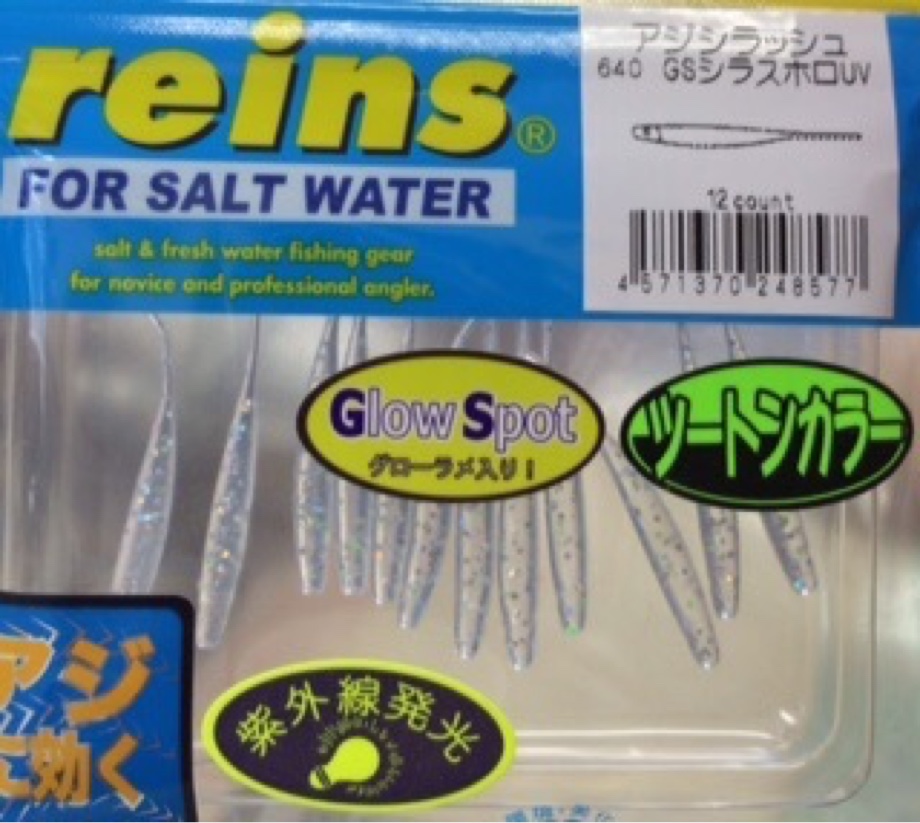 reins®
FOR SALT WATER
salt & fresh water fishing gear
for novice and professional angler.
アジシラッシュ
640 GSシラスホロUV
12count
4 571370 248577
Glow Spot
グローラメ入り！
ツートンカラー
アジ
に効く
紫外線発光